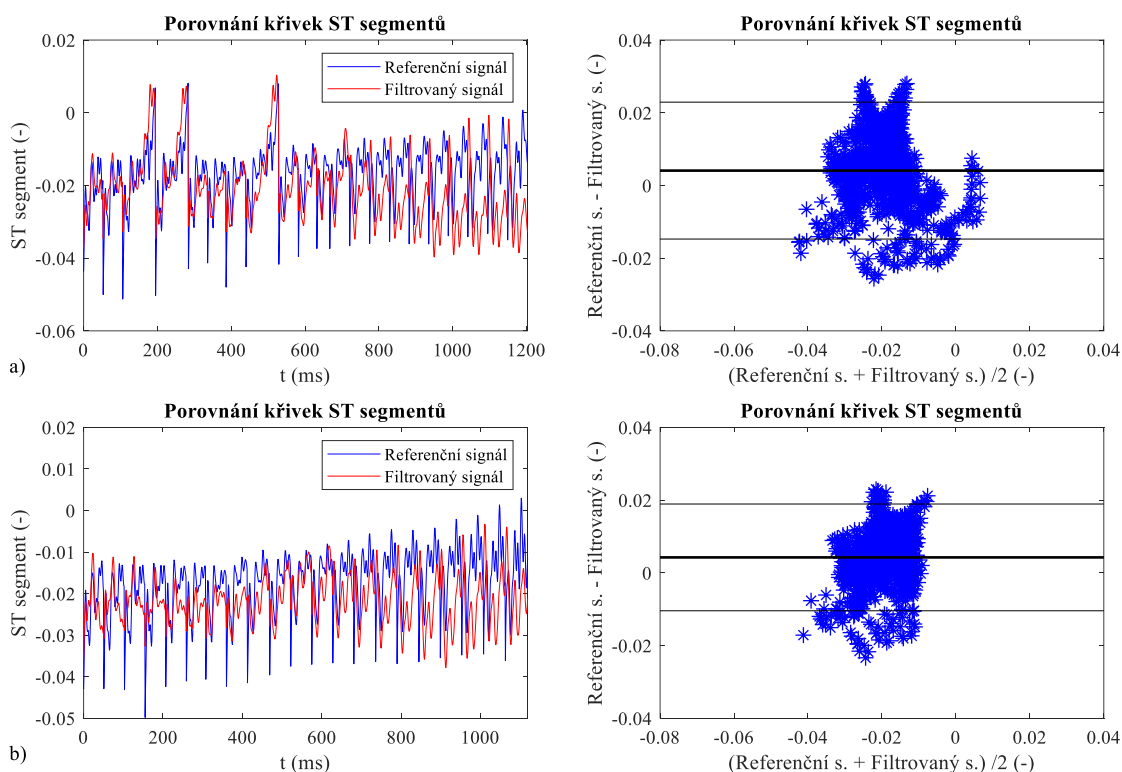 Porovnání křivek ST segmentů
0.02
0
-0.02
-0.04
-0.06
ST segment (-)
Referenční signál
Filtrovaný signál
0 200 400 600 800 1000 1200
t (ms)
a)
Porovnání křivek ST segmentů
0.04
0.02
0
-0.02
-0.04
Referenční s. - Filtrovaný s. (-)
-0.08 -0.06 -0.04 -0.02 0 0.02 0.04
(Referenční s. + Filtrovaný s.) /2 (-)
Porovnání křivek ST segmentů
0.02
0.01
0
-0.01
-0.02
-0.03
-0.04
-0.05
ST segment (-)
Referenční signál
Filtrovaný signál
0 200 400 600 800 1000
t (ms)
b)
Porovnání křivek ST segmentů
0.04
0.02
0
-0.02
-0.04
Referenční s. - Filtrovaný s. (-)
-0.08 -0.06 -0.04 -0.02 0 0.02 0.04
(Referenční s. + Filtrovaný s.) /2 (-)